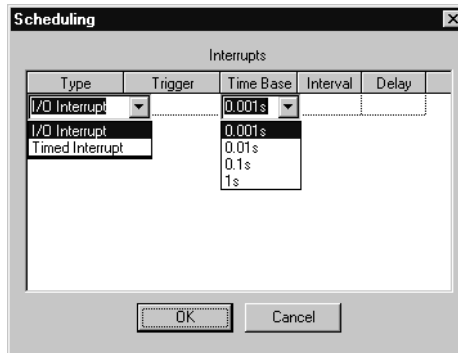 Scheduling
Interrupts
Type Trigger Time Base Interval Delay
I/O Interrupt 0.001s
I/O Interrupt 0.001s
Timed Interrupt 0.01s
0.1s
1s
OK Cancel